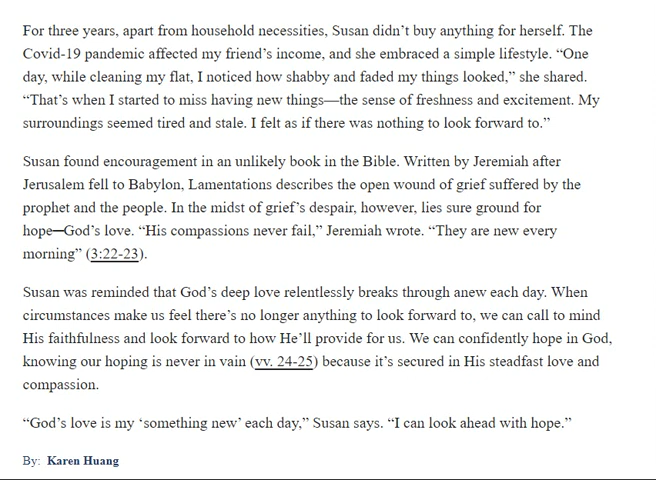 For three years, apart from household necessities, Susan didn’t buy anything for herself. The
Covid-19 pandemic affected my friend’s income, and she embraced a simple lifestyle. “One
day, while cleaning my flat, I noticed how shabby and faded my things looked,” she shared.
“That’s when I started to miss having new things—the sense of freshness and excitement. My
surroundings seemed tired and stale. I felt as if there was nothing to look forward to.”
Susan found encouragement in an unlikely book in the Bible. Written by Jeremiah after
Jerusalem fell to Babylon, Lamentations describes the open wound of grief suffered by the
prophet and the people. In the midst of grief’s despair, however, lies sure ground for
hope—God’s love. “His compassions never fail,” Jeremiah wrote. “They are new every
morning” (3:22-23).
Susan was reminded that God’s deep love relentlessly breaks through anew each day. When
circumstances make us feel there’s no longer anything to look forward to, we can call to mind
His faithfulness and look forward to how He’ll provide for us. We can confidently hope in God,
knowing our hoping is never in vain (vv. 24-25) because it’s secured in His steadfast love and
compassion.
“God’s love is my ‘something new’ each day,” Susan says. “I can look ahead with hope.”
By: Karen Huang